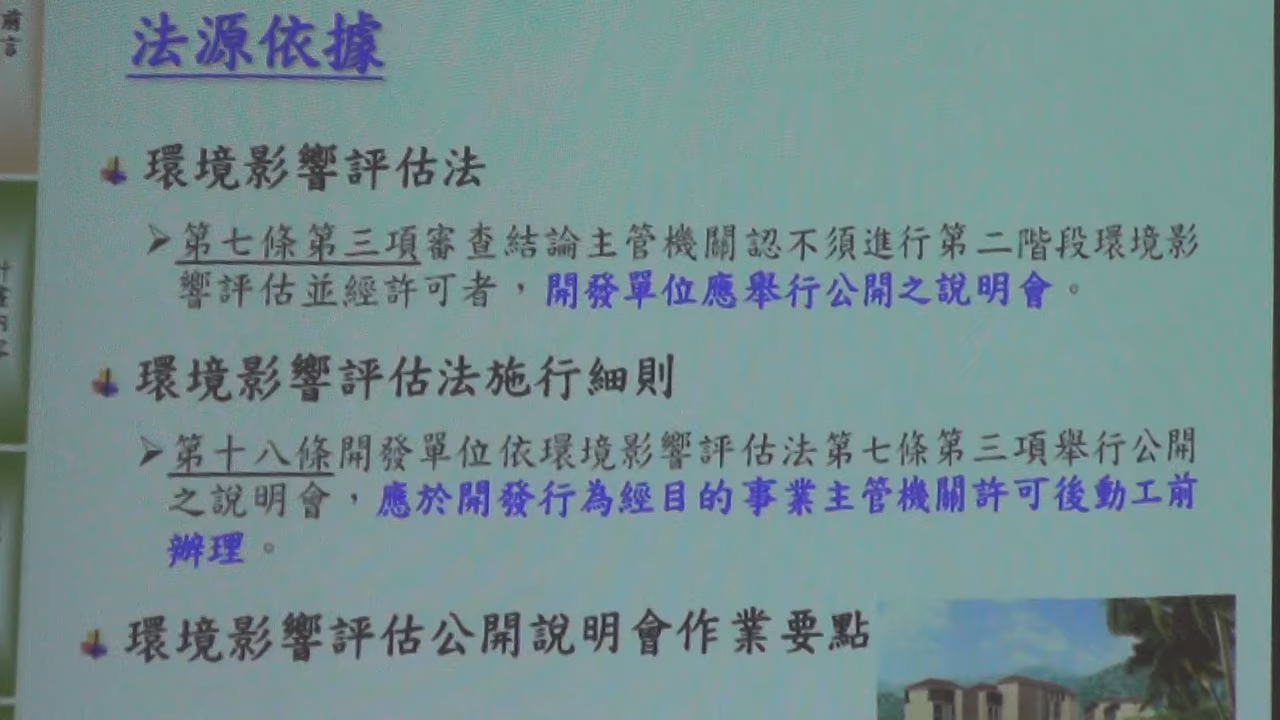 前言
法源依據
環境影響評估法
第七條第三項審查結論主管機關認不須進行第二階段環境影
響評估並經許可者，開發單位應舉行公開之說明會。
環境影響評估法施行細則
第十八條開發單位依環境影響評估法第七條第三項舉行公開
之說明會，應於開發行為經目的事業主管機關許可後動工前
辦理。
環境影響評估公開說明會作業要點